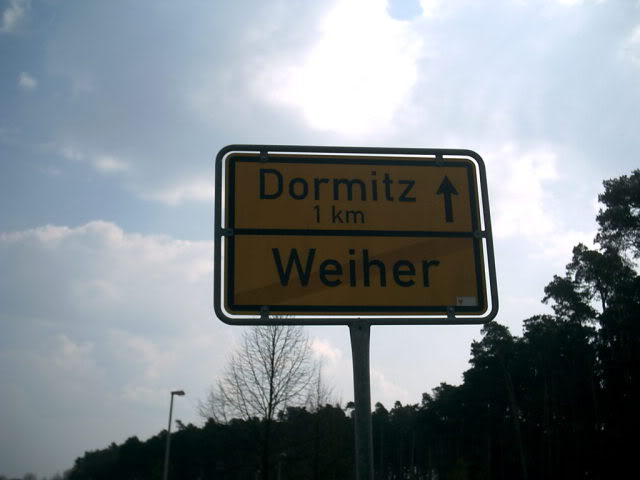 Dormitz ↑
1 km
Weiher